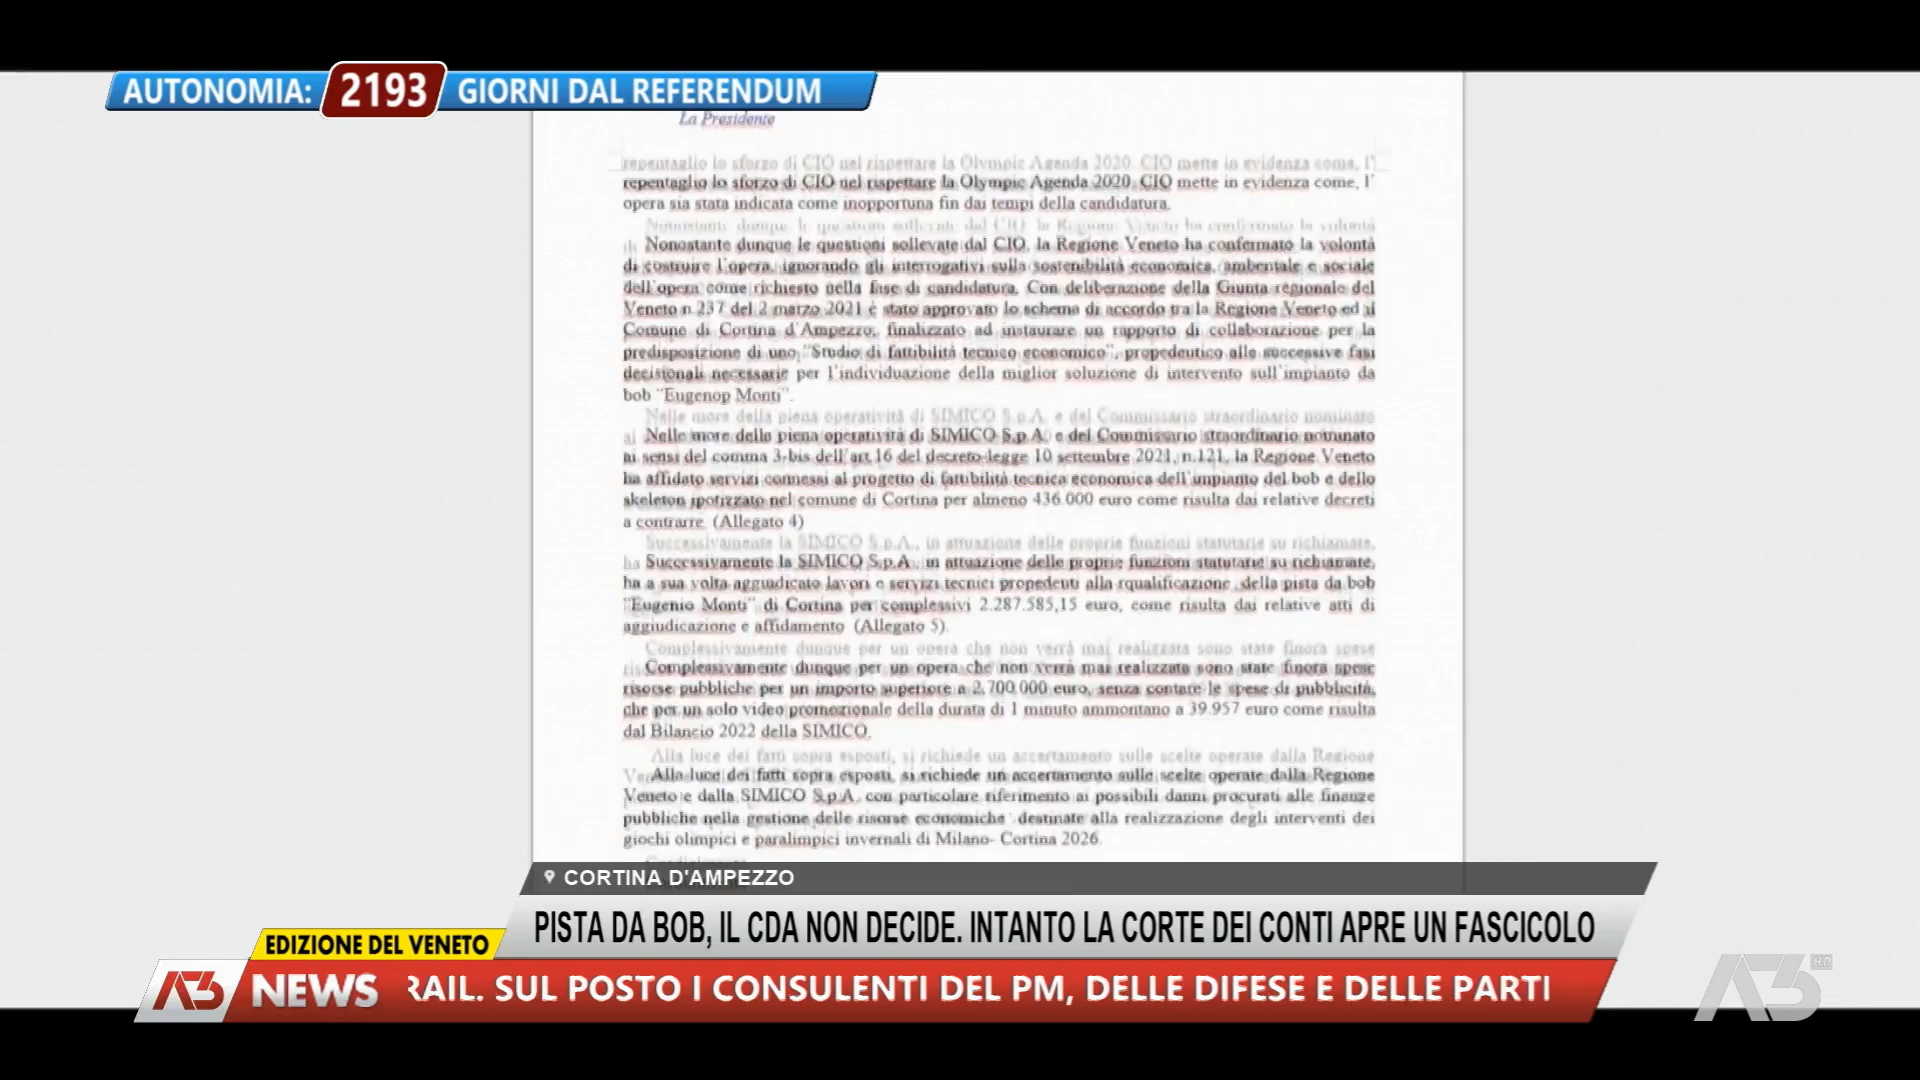 AUTONOMIA: 2193 GIORNI DAL REFERENDUM
La Presidente
repentaglio lo sforzo di CIO nel rispettare la Olympic Agenda 2020. CIO mette in evidenza come, l'
opera sia stata indicata come inopportuna fin dai tempi della candidatura.
Nonostante dunque le questioni sollevate dal CIO, la Regione Veneto ha confermato la volontà
di costruire l'opera, ignorando gli interrogativi sulla sostenibilità economica, ambentale e sociale
dell'opera come richiesto nella fase di candidatura. Con deliberazione della Giunta regionale del
Veneto n.237 del 2 marzo 2021 è stato approvato lo schema di accordo tra la Regione Veneto ed il
Comune di Cortina d'Ampezzo, finalizzato ad instaurare un rapporto di collaborazione per la
predisposizione di uno "Studio di fattibilità tecnico economico", propedeutico alle successive fasi
decisionali necessarie per l'individuazione della miglior soluzione di intervento sull'impianto da
bob "Eugenop Monti".
Nelle more della piena operatività di SIMICO S.p.A. e del Commissario straordinario nominato
ai sensi del comma 3-bis dell'art.16 del decreto-legge 10 settembre 2021, n.121, la Regione Veneto
ha affidato servizi connessi al progetto di fattibilità tecnica economica dell'impianto del bob e dello
skeleton ipotizzato nel comune di Cortina per almeno 436.000 euro come risulta dai relative decreti
a contrarre. (Allegato 4)
Successivamente la SIMICO S.p.A., in attuazione delle proprie funzioni statutarie su richiamate,
ha a sua volta aggiudicato lavori e servizi tecnici propedenti alla rqualificazione della pista da bob
"Eugenio Monti" di Cortina per complessivi 2.287.585,15 euro, come risulta dai relative atti di
aggiudicazione e affidamento (Allegato 5).
Complessivamente dunque per un opera che non verrà mai realizzata sono state finora spese
risorse pubbliche per un importo superiore a 2.700.000 euro, senza contare le spese di pubblicità,
che per un solo video promozionale della durata di 1 minuto ammontano a 39.957 euro come risulta
dal Bilancio 2022 della SIMICO.
Alla luce dei fatti sopra esposti, si richiede un accertamento sulle scelte operate dalla Regione
Veneto e dalla SIMICO S.p.A. con particolare riferimento ai possibili danni procurati alle finanze
pubbliche nella gestione delle risorse economiche destinate alla realizzazione degli interventi dei
giochi olimpici e paralimpici invernali di Milano- Cortina 2026.
CORTINA D'AMPEZZO
PISTA DA BOB, IL CDA NON DECIDE. INTANTO LA CORTE DEI CONTI APRE UN FASCICOLO
EDIZIONE DEL VENETO
A3 NEWS RAIL. SUL POSTO I CONSULENTI DEL PM, DELLE DIFESE E DELLE PARTI
A3 HD